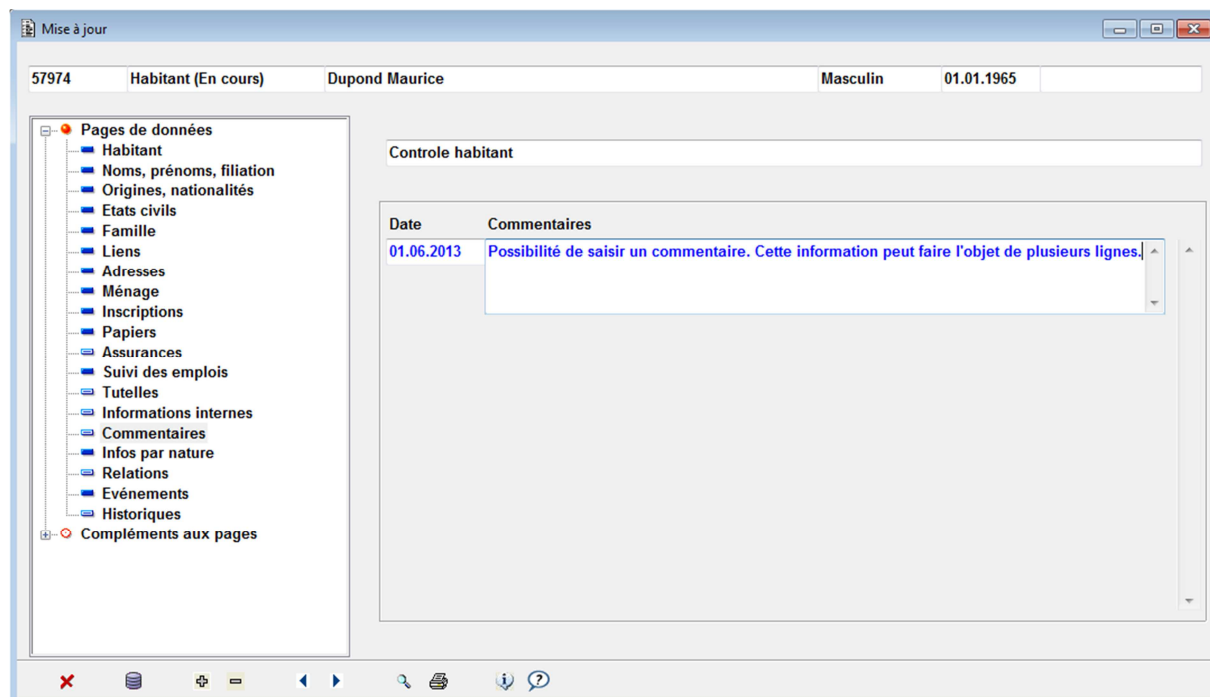 Mise à jour
57974 Habitant (En cours) Dupond Maurice Masculin 01.01.1965
Pages de données
Habitant
Noms, prénoms, filiation
Origines, nationalités
Etats civils
Famille
Liens
Adresses
Ménage
Inscriptions
Papiers
Assurances
Suivi des emplois
Tutelles
Informations internes
Commentaires
Infos par nature
Relations
Evénements
Historiques
Compléments aux pages
Controle habitant
Date Commentaires
01.06.2013 Possibilité de saisir un commentaire. Cette information peut faire l'objet de plusieurs lignes.